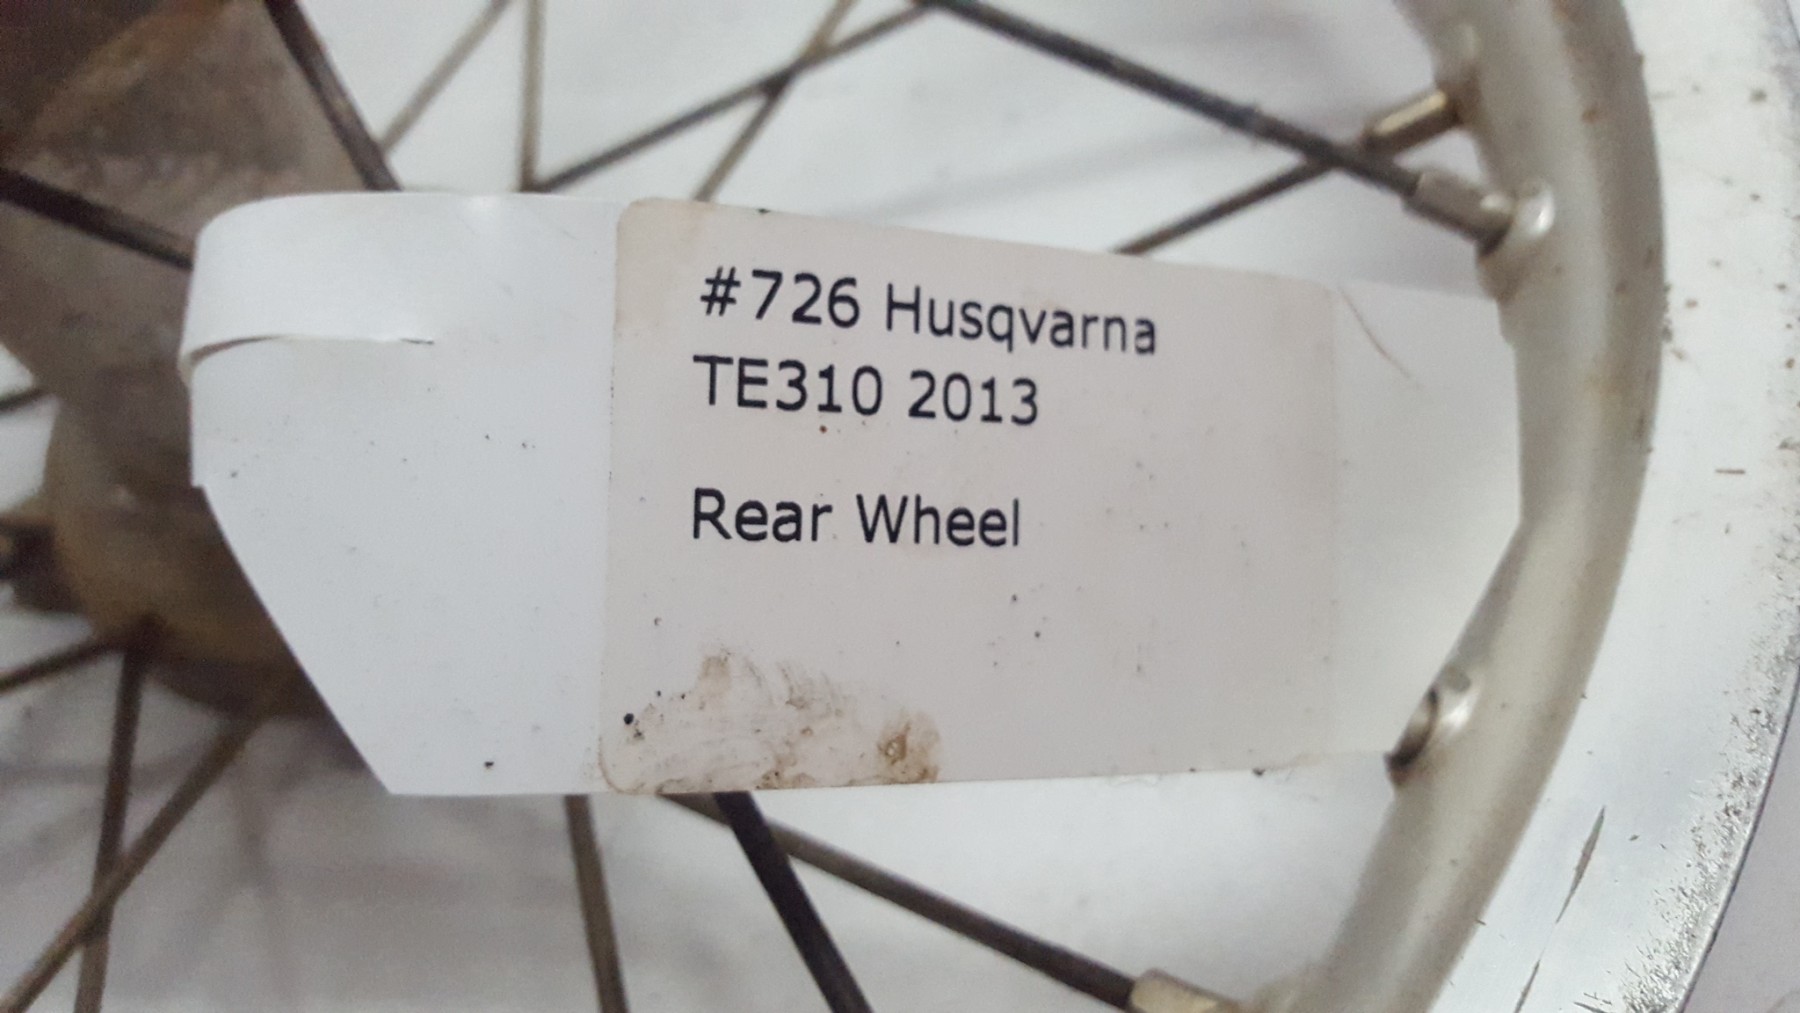 #726 Husqvarna
TE310 2013
Rear Wheel